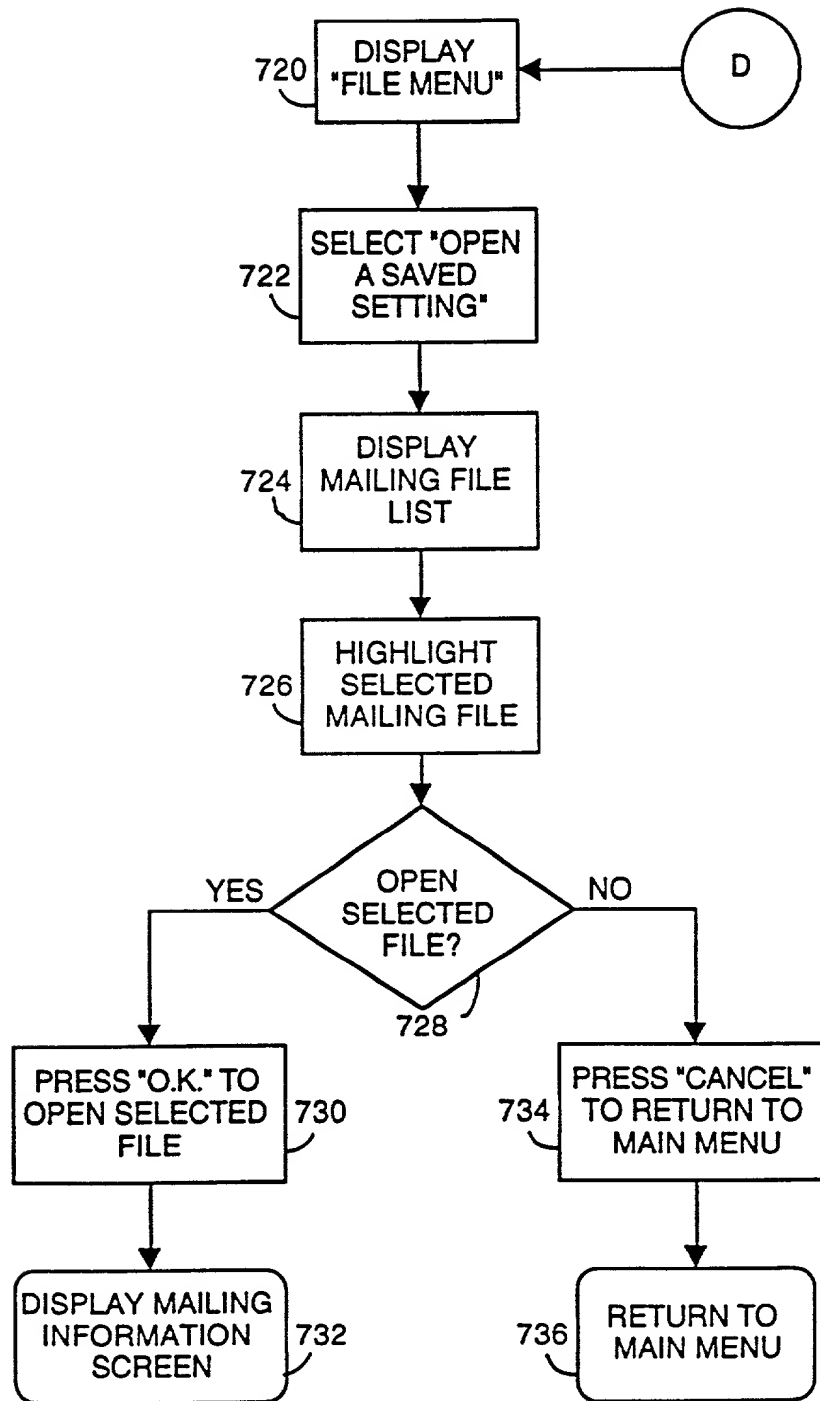 DISPLAY
"FILE MENU"
720
D
SELECT "OPEN
A SAVED
SETTING"
722
DISPLAY
MAILING FILE
LIST
724
HIGHLIGHT
SELECTED
MAILING FILE
726
YES
OPEN
SELECTED
FILE?
NO
728
PRESS "O.K." TO
OPEN SELECTED
FILE
730
PRESS "CANCEL"
TO RETURN TO
MAIN MENU
734
DISPLAY MAILING
INFORMATION
SCREEN
732
RETURN TO
MAIN MENU
736